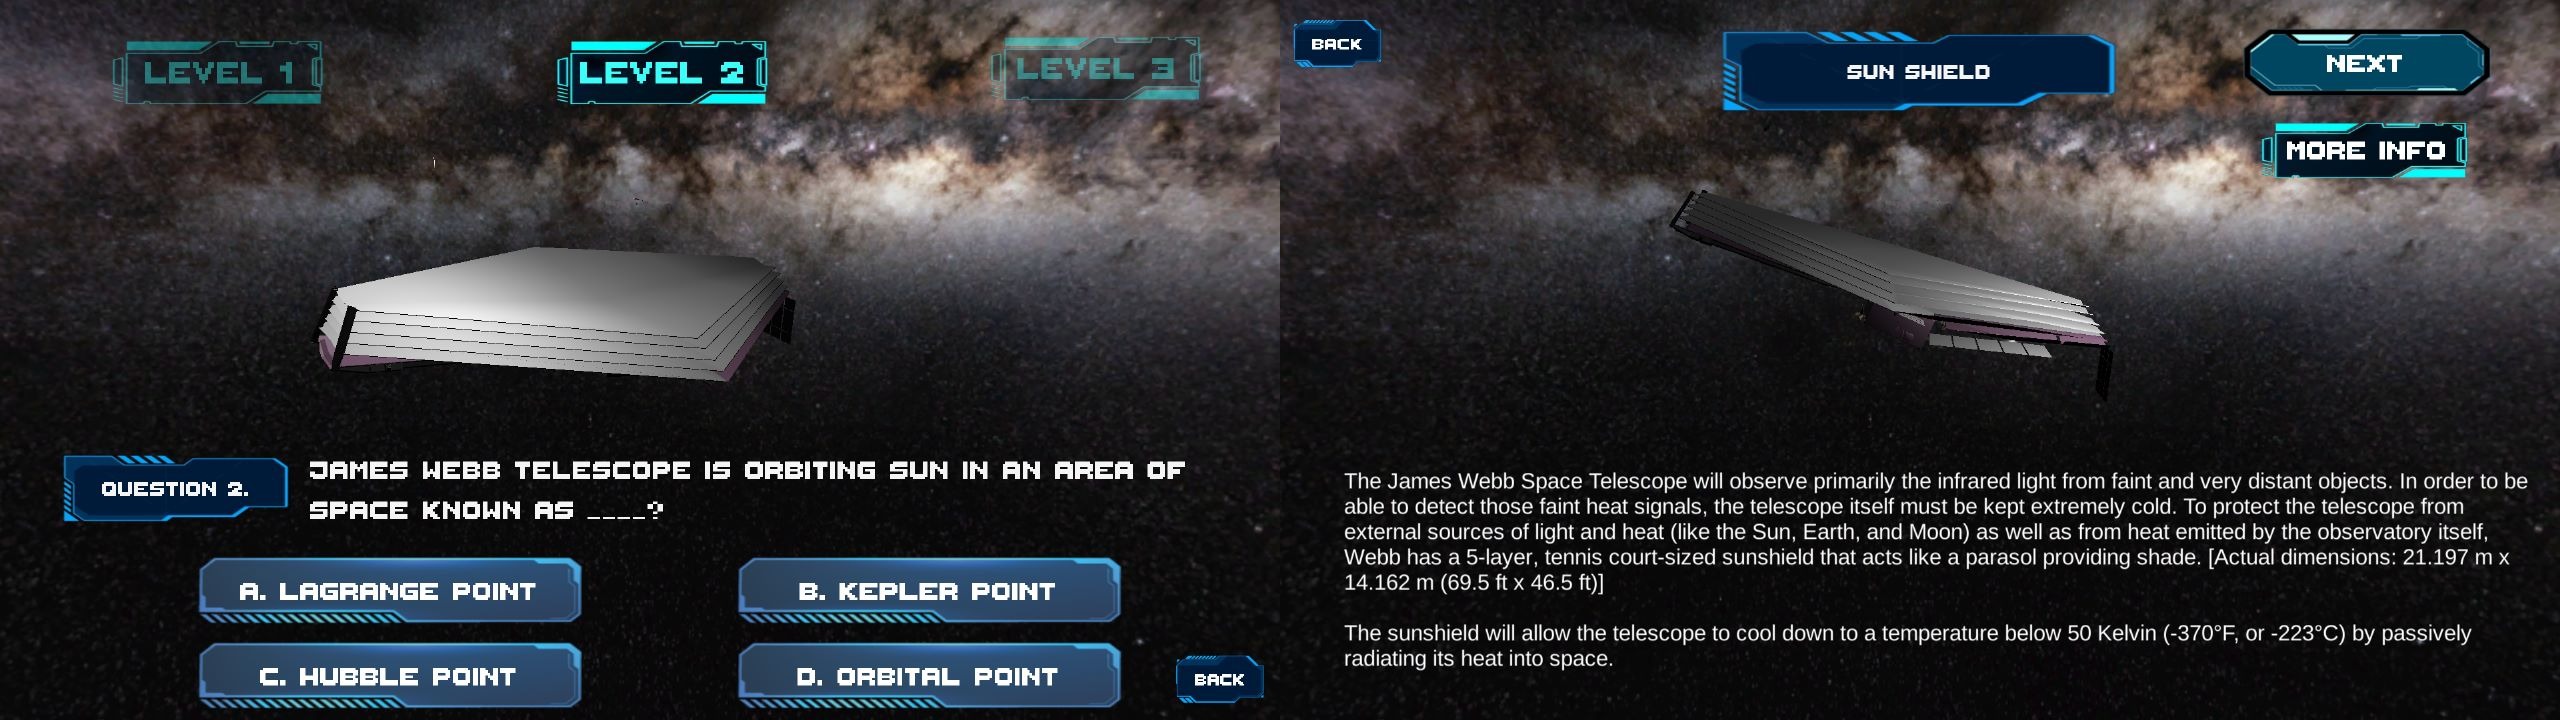 LEVEL 1
LEVEL 2
LEVEL 3
QUESTION 2.
JAMES WEBB TELESCOPE IS ORBITING SUN IN AN AREA OF
SPACE KNOWN AS ____?
A. LAGRANGE POINT
B. KEPLER POINT
C. HUBBLE POINT
D. ORBITAL POINT
BACK
BACK
SUN SHIELD
NEXT
MORE INFO
The James Webb Space Telescope will observe primarily the infrared light from faint and very distant objects. In order to be
able to detect those faint heat signals, the telescope itself must be kept extremely cold. To protect the telescope from
external sources of light and heat (like the Sun, Earth, and Moon) as well as from heat emitted by the observatory itself,
Webb has a 5-layer, tennis court-sized sunshield that acts like a parasol providing shade. [Actual dimensions: 21.197 m x
14.162 m (69.5 ft x 46.5 ft)]
The sunshield will allow the telescope to cool down to a temperature below 50 Kelvin (-370°F, or -223°C) by passively
radiating its heat into space.